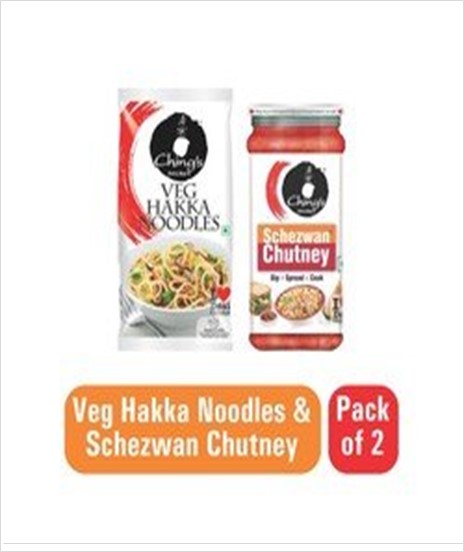 Ching's
SECRET
VEG
HAKKA
NOODLES
Ching's
SECRET
Schezwan
Chutney
Dip • Spread • Cook
Veg Hakka Noodles &
Schezwan Chutney
Pack
of 2